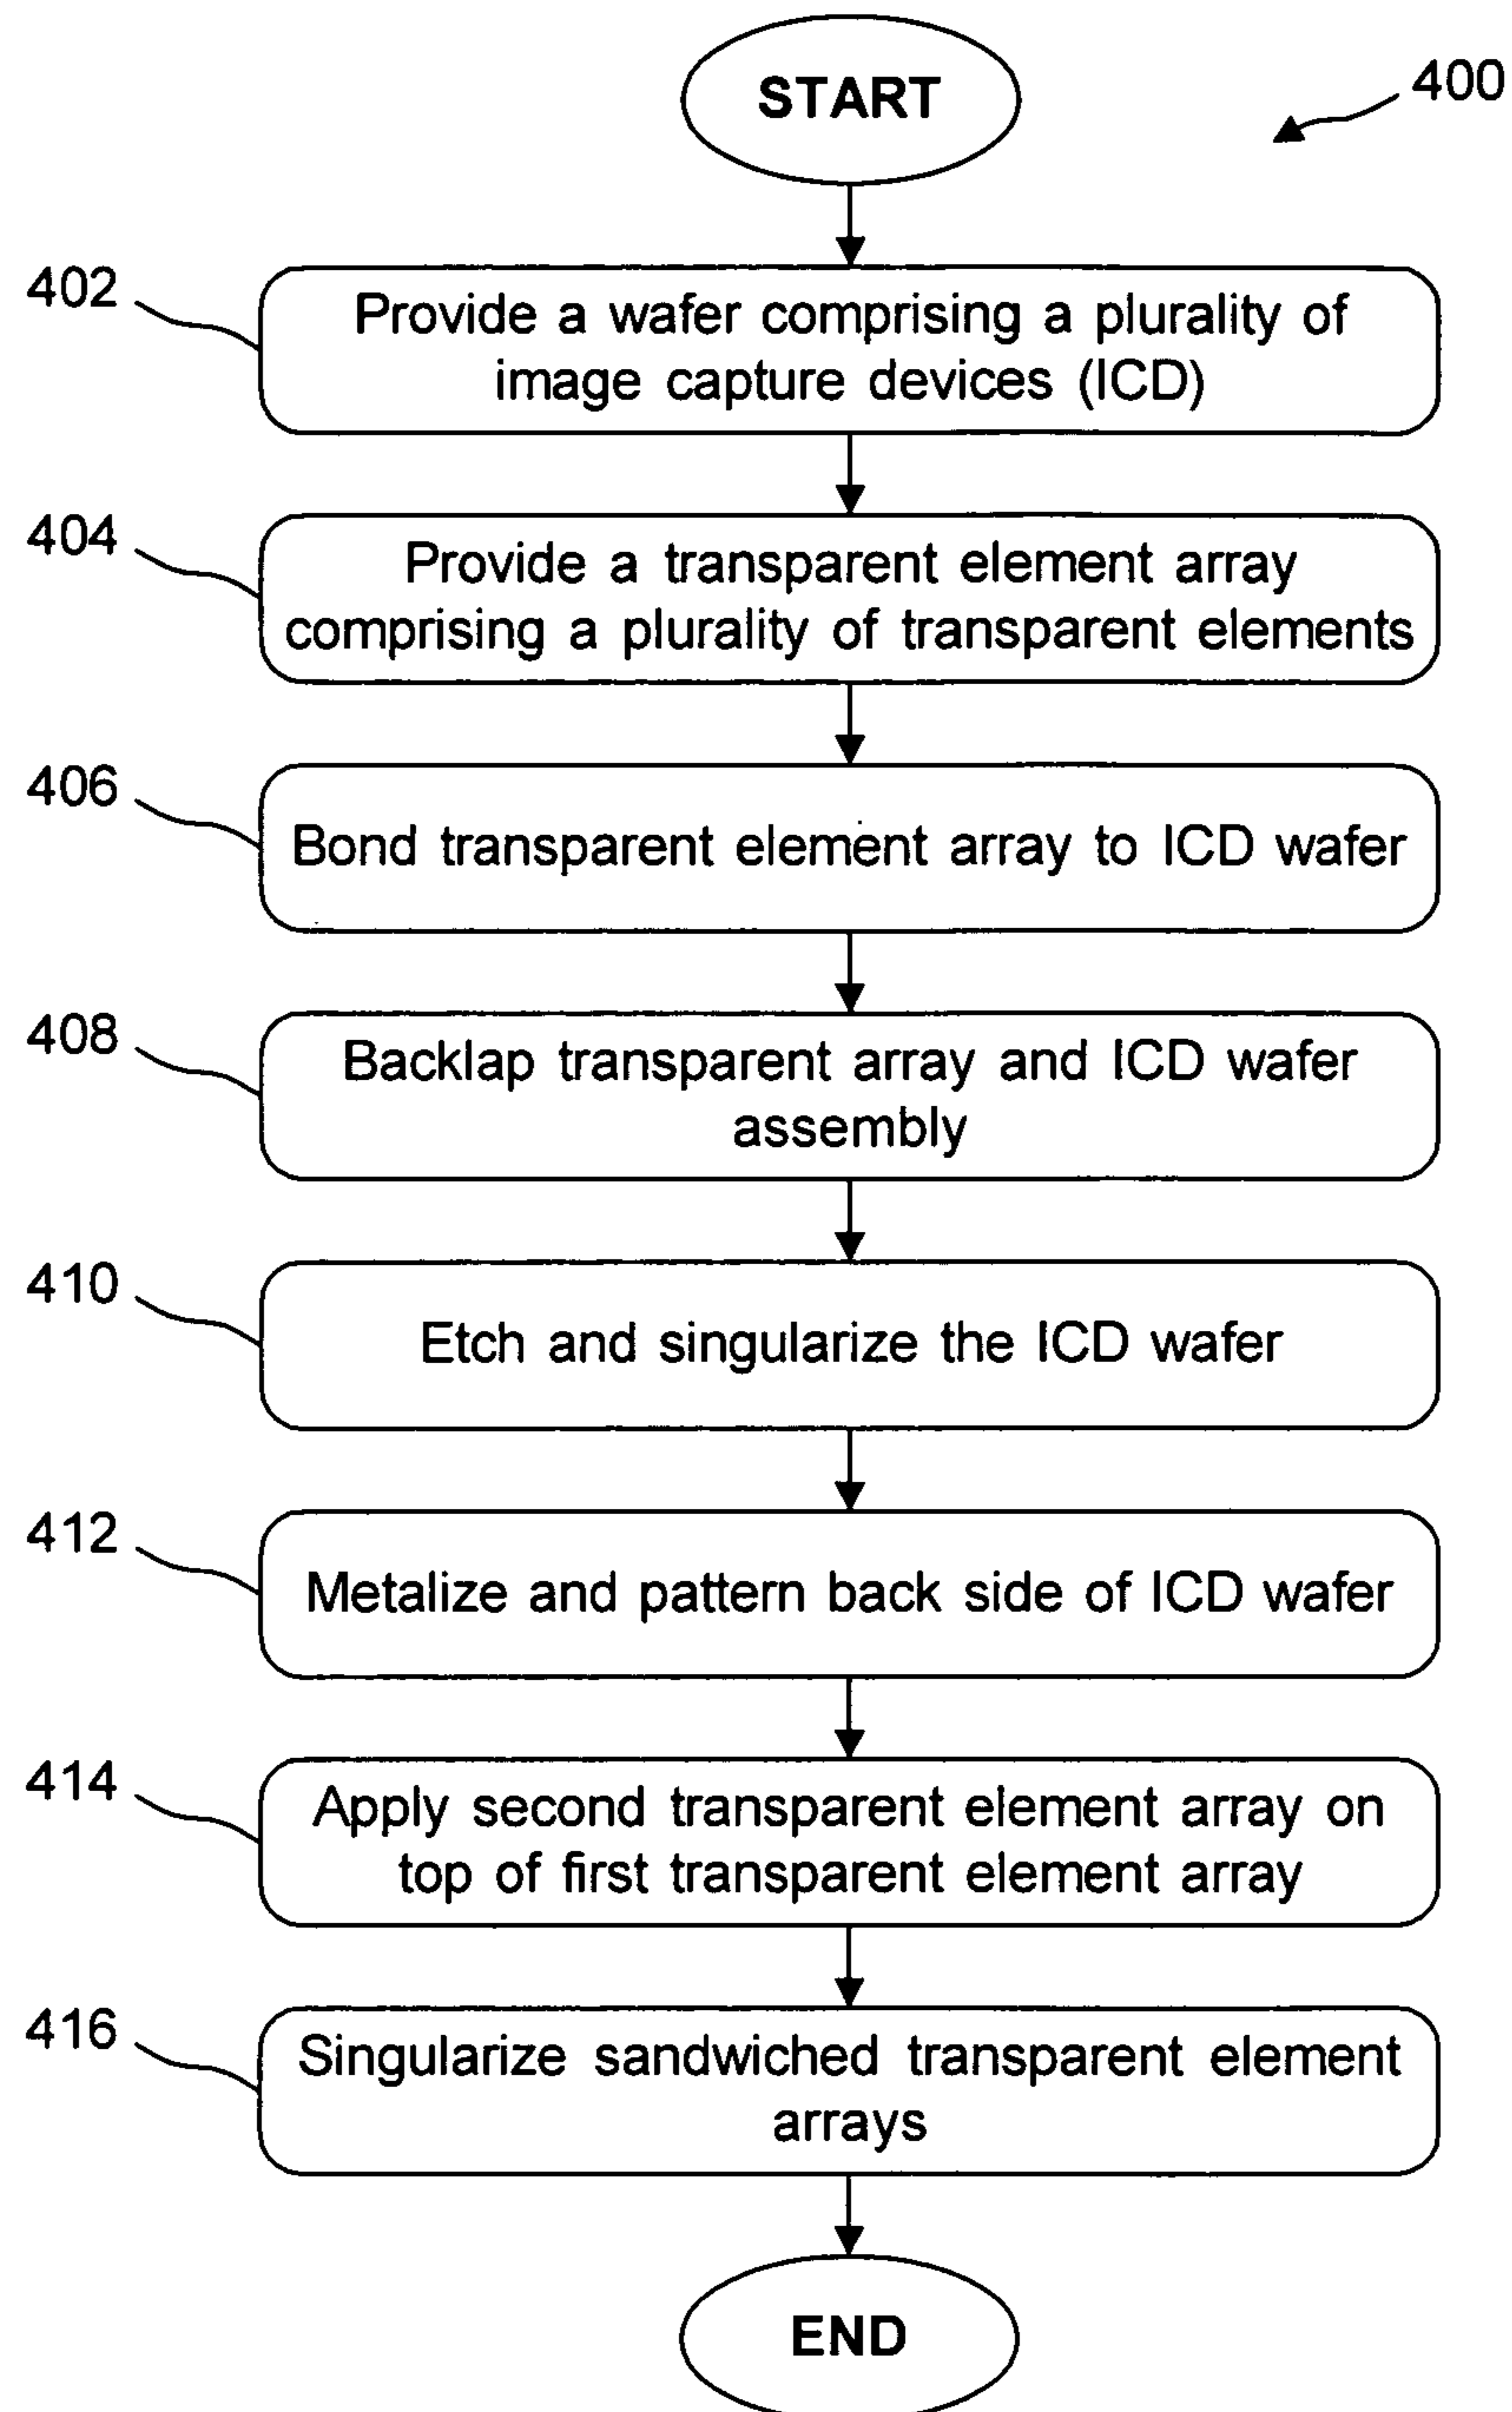 START
400
402
Provide a wafer comprising a plurality of
image capture devices (ICD)
404
Provide a transparent element array
comprising a plurality of transparent elements
406
Bond transparent element array to ICD wafer
408
Backlap transparent array and ICD wafer
assembly
410
Etch and singularize the ICD wafer
412
Metalize and pattern back side of ICD wafer
414
Apply second transparent element array on
top of first transparent element array
416
Singularize sandwiched transparent element
arrays
END